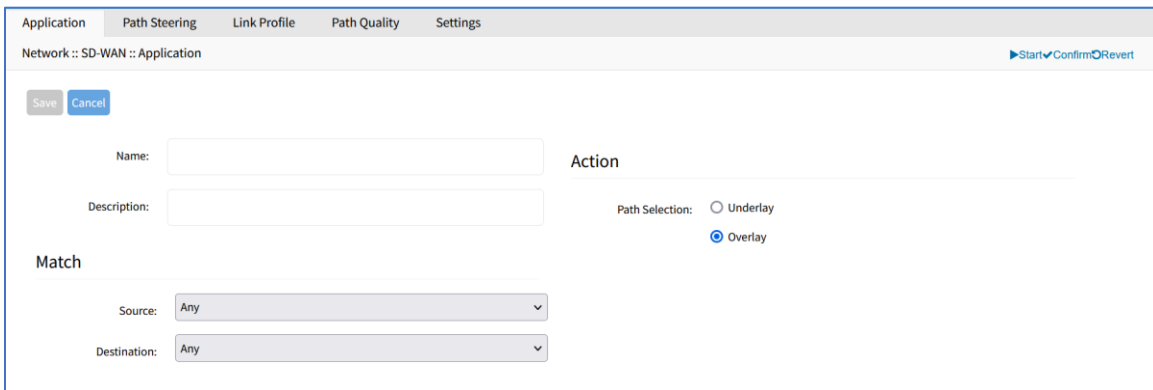 Application Path Steering Link Profile Path Quality Settings
Network :: SD-WAN :: Application
Start Confirm Revert
Save Cancel
Name:
Description:
Match
Source: Any
Destination: Any
Action
Path Selection: Underlay
Overlay